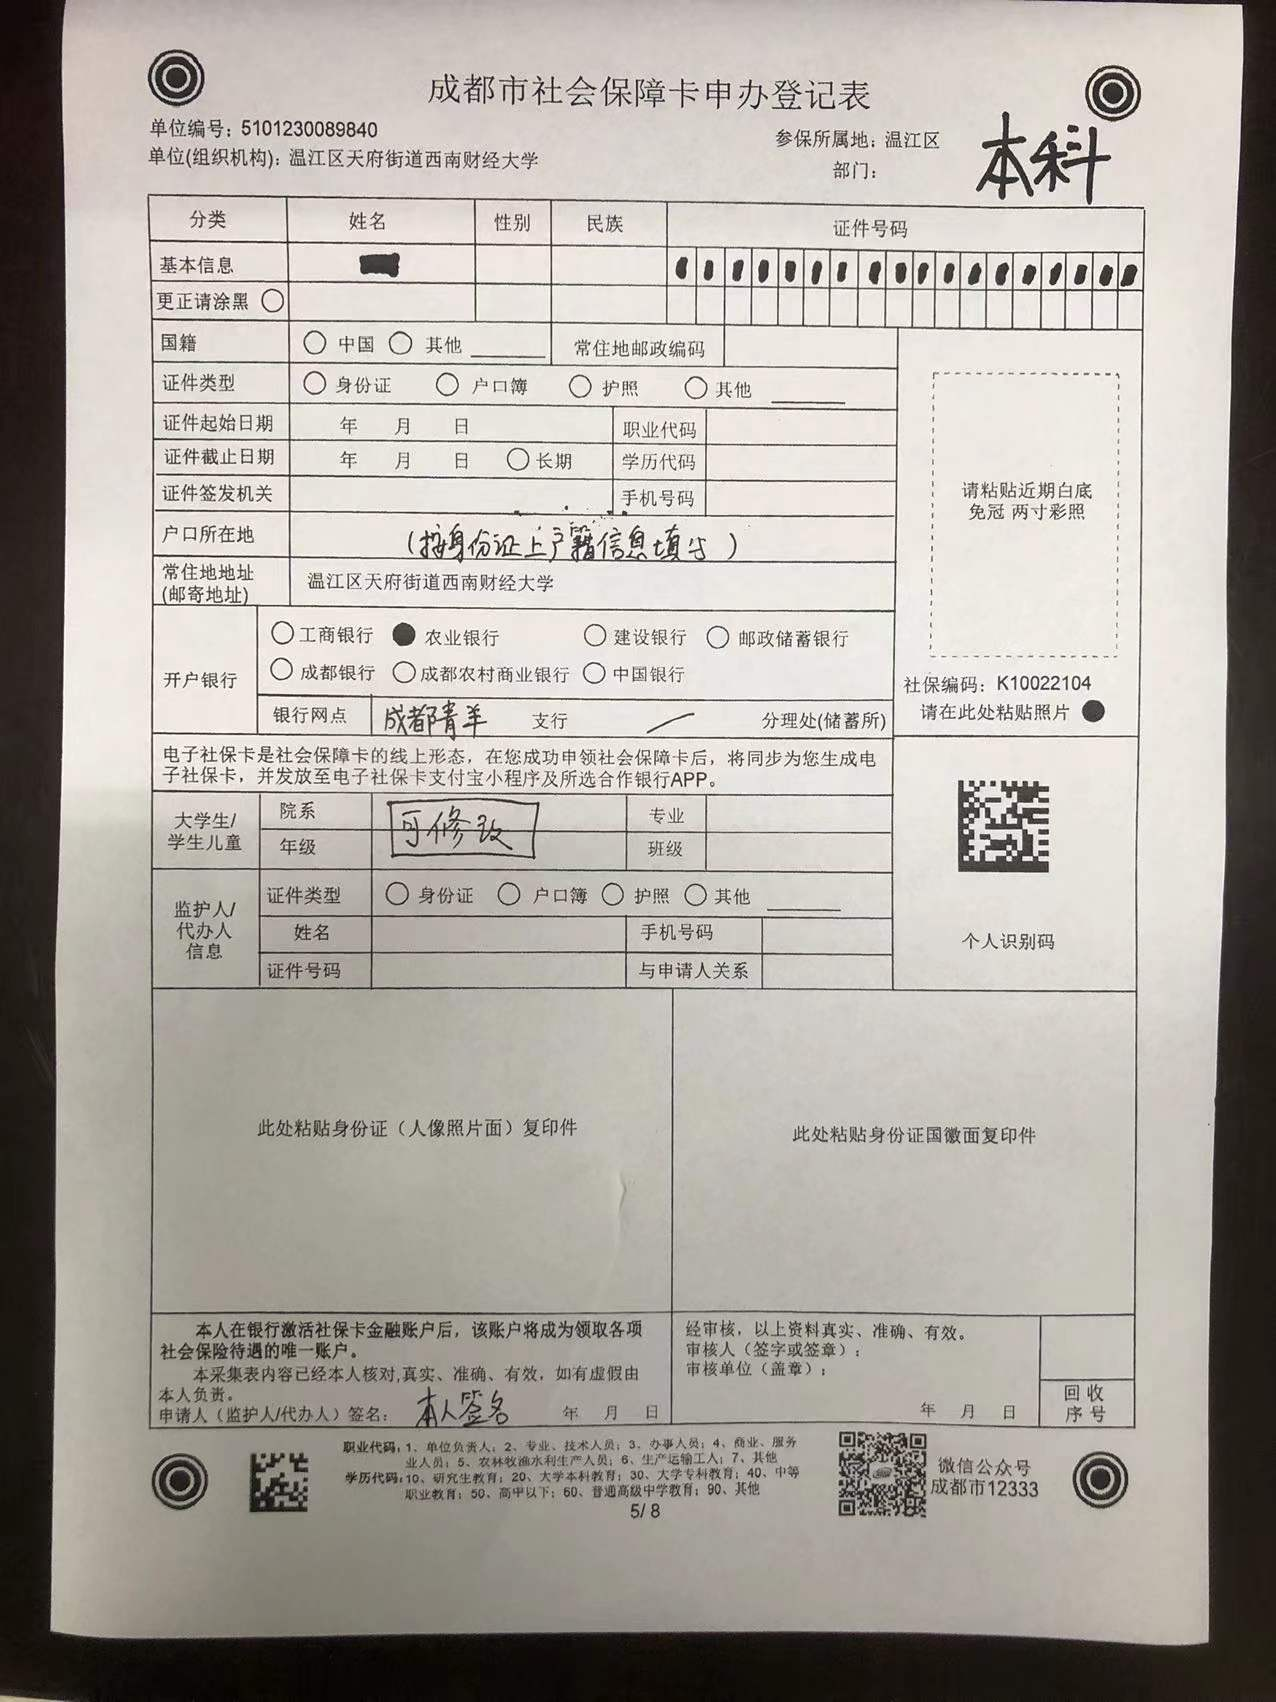 成都市社会保障卡申办登记表
单位编号：5101230089840
参保所属地：温江区
本科
单位(组织机构)：温江区天府街道西南财经大学
部门：
分类 姓名 性别 民族 证件号码
基本信息
更正请涂黑
国籍 中国 其他 常住地邮政编码
证件类型 身份证 户口簿 护照 其他
证件起始日期 年 月 日 职业代码
证件截止日期 年 月 日 长期 学历代码
证件签发机关 手机号码
请粘贴近期白底
免冠 两寸彩照
户口所在地 (按身份证上户籍信息填写)
常住地地址
(邮寄地址)
温江区天府街道西南财经大学
开户银行
工商银行 农业银行 建设银行 邮政储蓄银行
成都银行 成都农村商业银行 中国银行
银行网点 成都青羊 支行 分理处(储蓄所)
社保编码：K10022104
请在此处粘贴照片
电子社保卡是社会保障卡的线上形态，在您成功申领社会保障卡后，将同步为您生成电
子社保卡，并发放至电子社保卡支付宝小程序及所选合作银行APP。
大学生/
学生儿童
院系 可修改 专业
年级 班级
监护人/
代办人
信息
证件类型 身份证 户口簿 护照 其他
姓名 手机号码
证件号码 与申请人关系
个人识别码
此处粘贴身份证（人像照片面）复印件
此处粘贴身份证国徽面复印件
本人在银行激活社保卡金融账户后，该账户将成为领取各项
社会保险待遇的唯一账户。
本采集表内容已经本人核对,真实、准确、有效，如有虚假由
本人负责。
申请人（监护人/代办人）签名： 本人签名 年 月 日
经审核，以上资料真实、准确、有效。
审核人（签字或签章）：
审核单位（盖章）：
年 月 日
回收
序号
职业代码：1、单位负责人；2、专业、技术人员；3、办事人员；4、商业、服务
业人员；5、农林牧渔水利生产人员；6、生产运输工人；7、其他
学历代码：10、研究生教育；20、大学本科教育；30、大学专科教育；40、中等
职业教育；50、高中以下；60、普通高级中学教育；90、其他
5/ 8
微信公众号
成都市12333